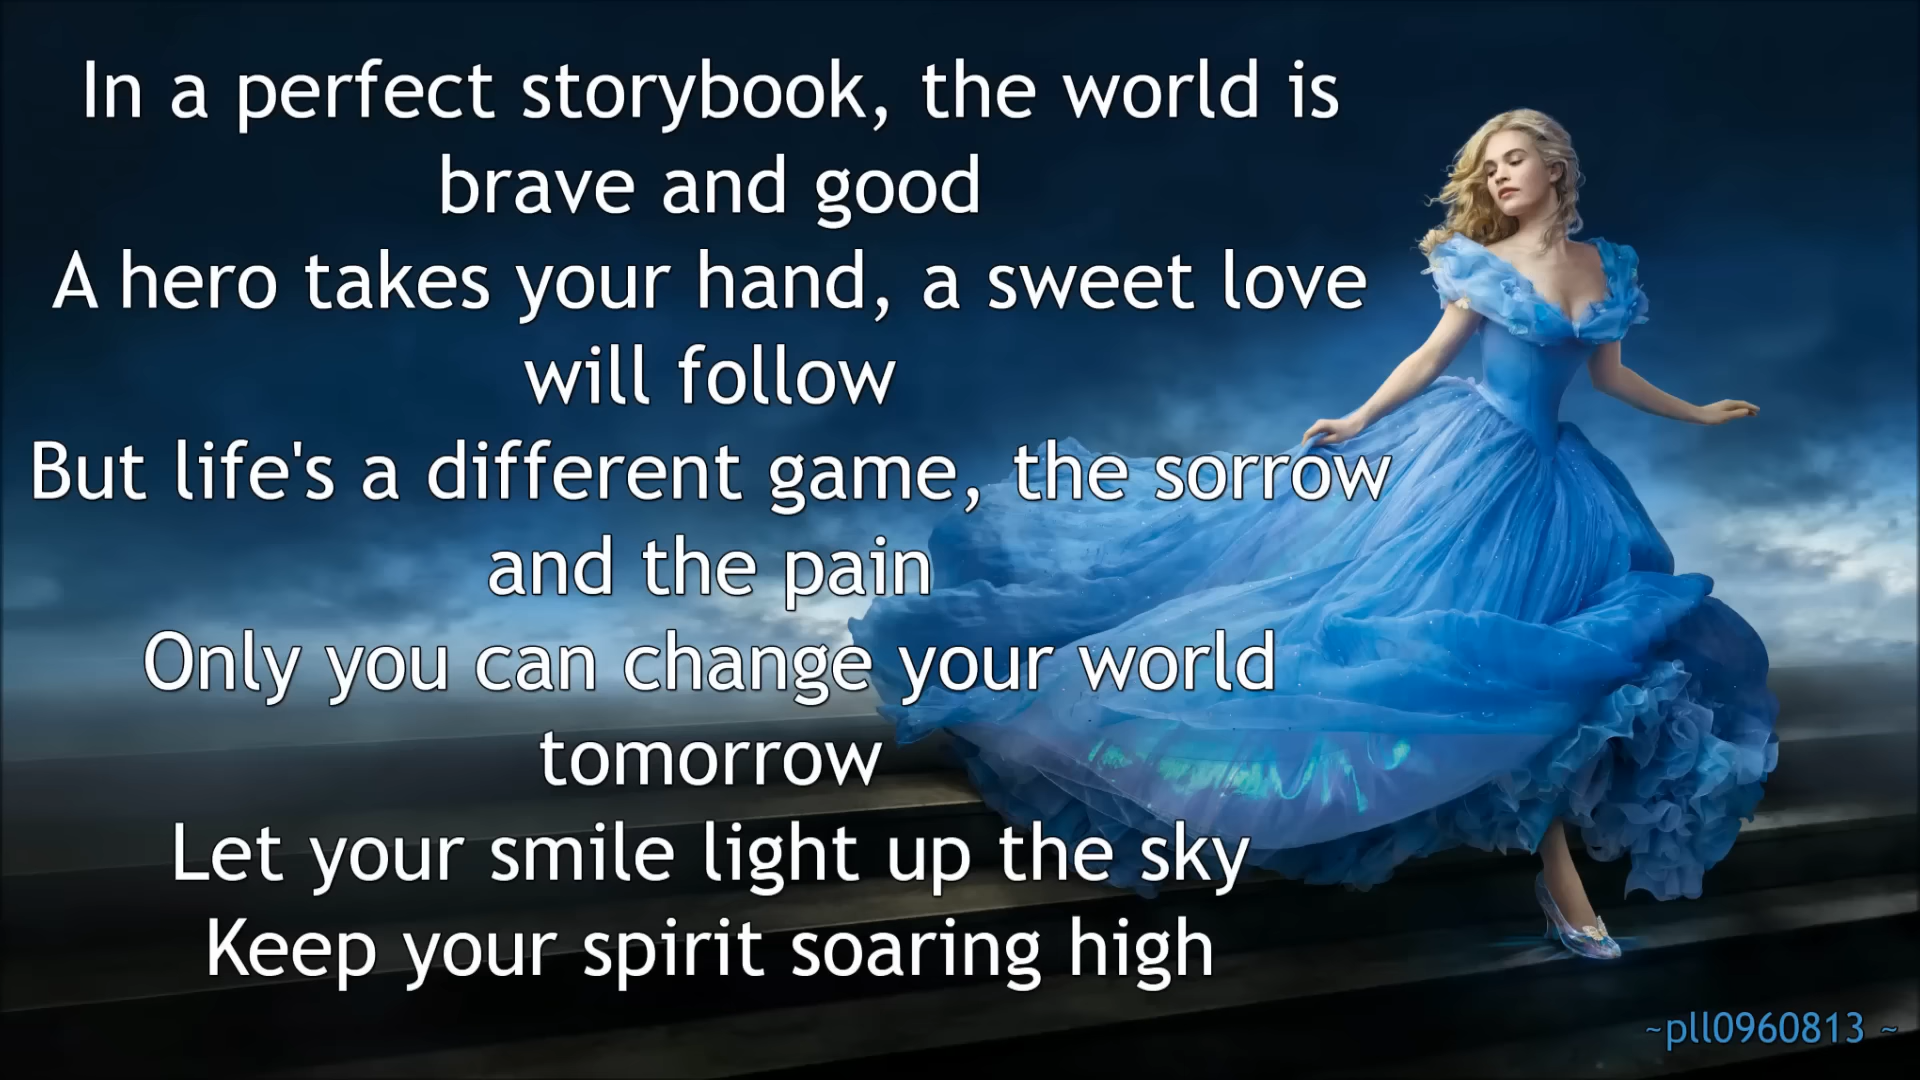 In a perfect storybook, the world is
brave and good
A hero takes your hand, a sweet love
will follow
But life's a different game, the sorrow
and the pain
Only you can change your world
tomorrow
Let your smile light up the sky
Keep your spirit soaring high
~pll0960813 ~